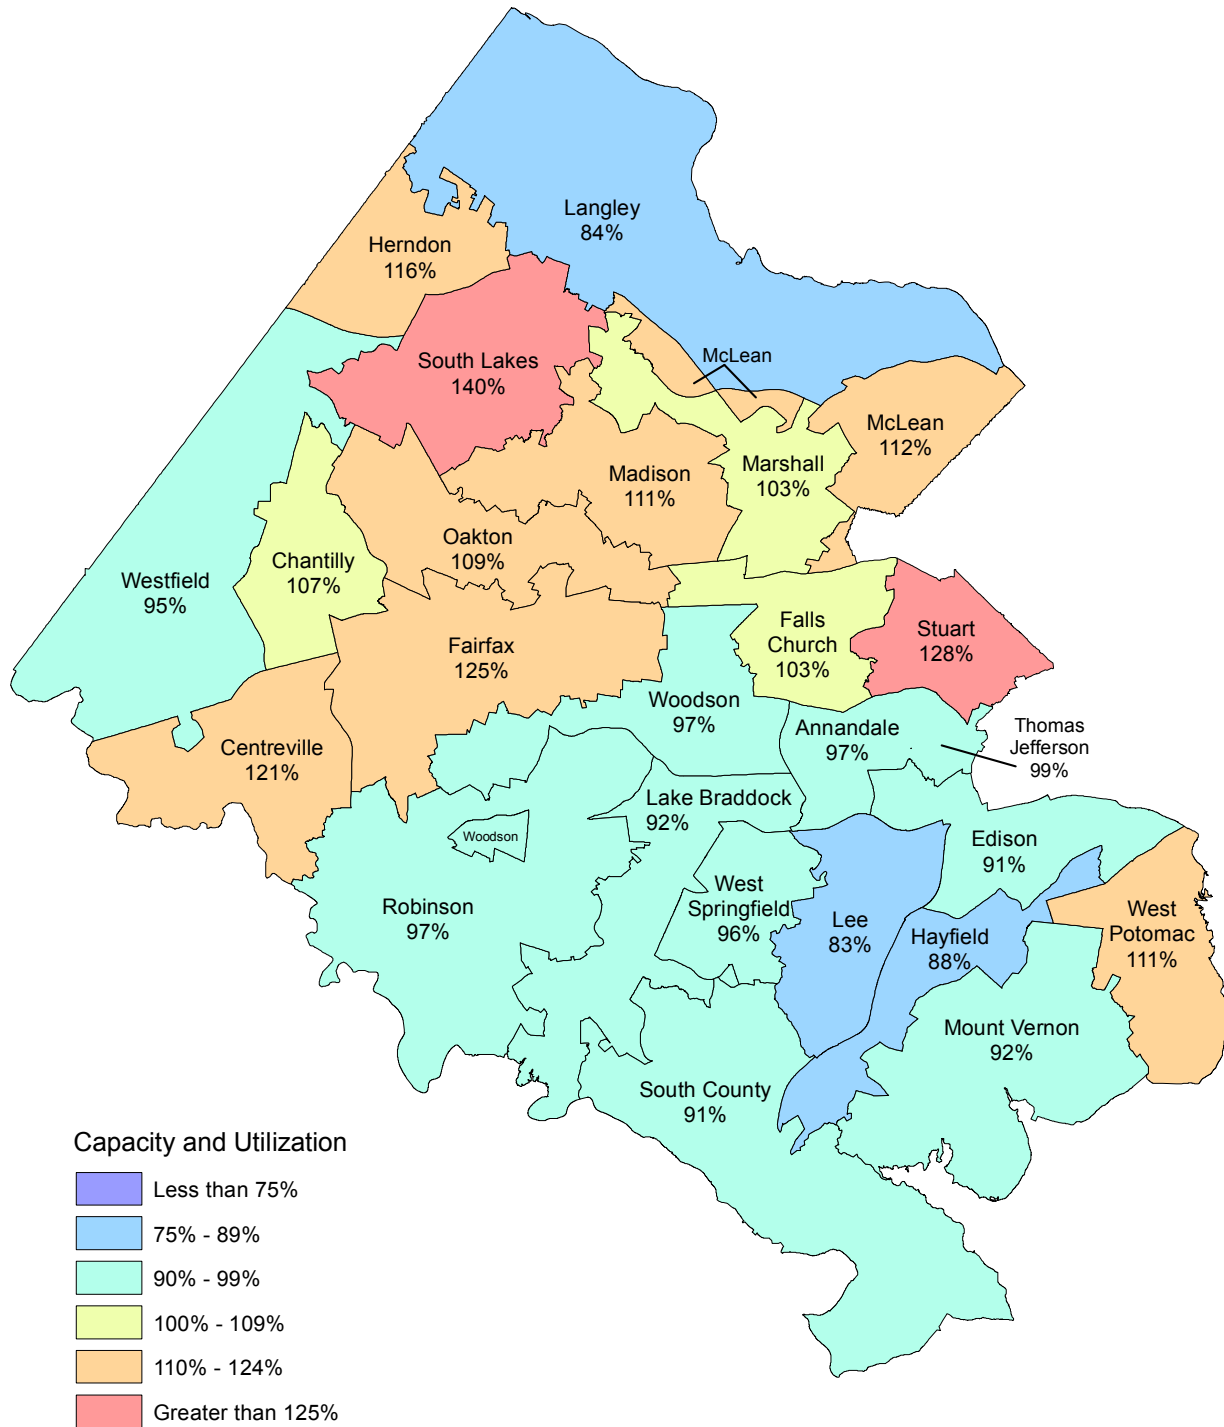 Langley
84%
Herndon
116%
South Lakes
140%
McLean
McLean
112%
Marshall
103%
Madison
111%
Oakton
109%
Chantilly
107%
Westfield
95%
Fairfax
125%
Falls
Church
103%
Stuart
128%
Woodson
97%
Annandale
97%
Thomas
Jefferson
99%
Centreville
121%
Lake Braddock
92%
Woodson
Edison
91%
West
Springfield
96%
Robinson
97%
Lee
83%
Hayfield
88%
West
Potomac
111%
Mount Vernon
92%
South County
91%
Capacity and Utilization
Less than 75%
75% - 89%
90% - 99%
100% - 109%
110% - 124%
Greater than 125%